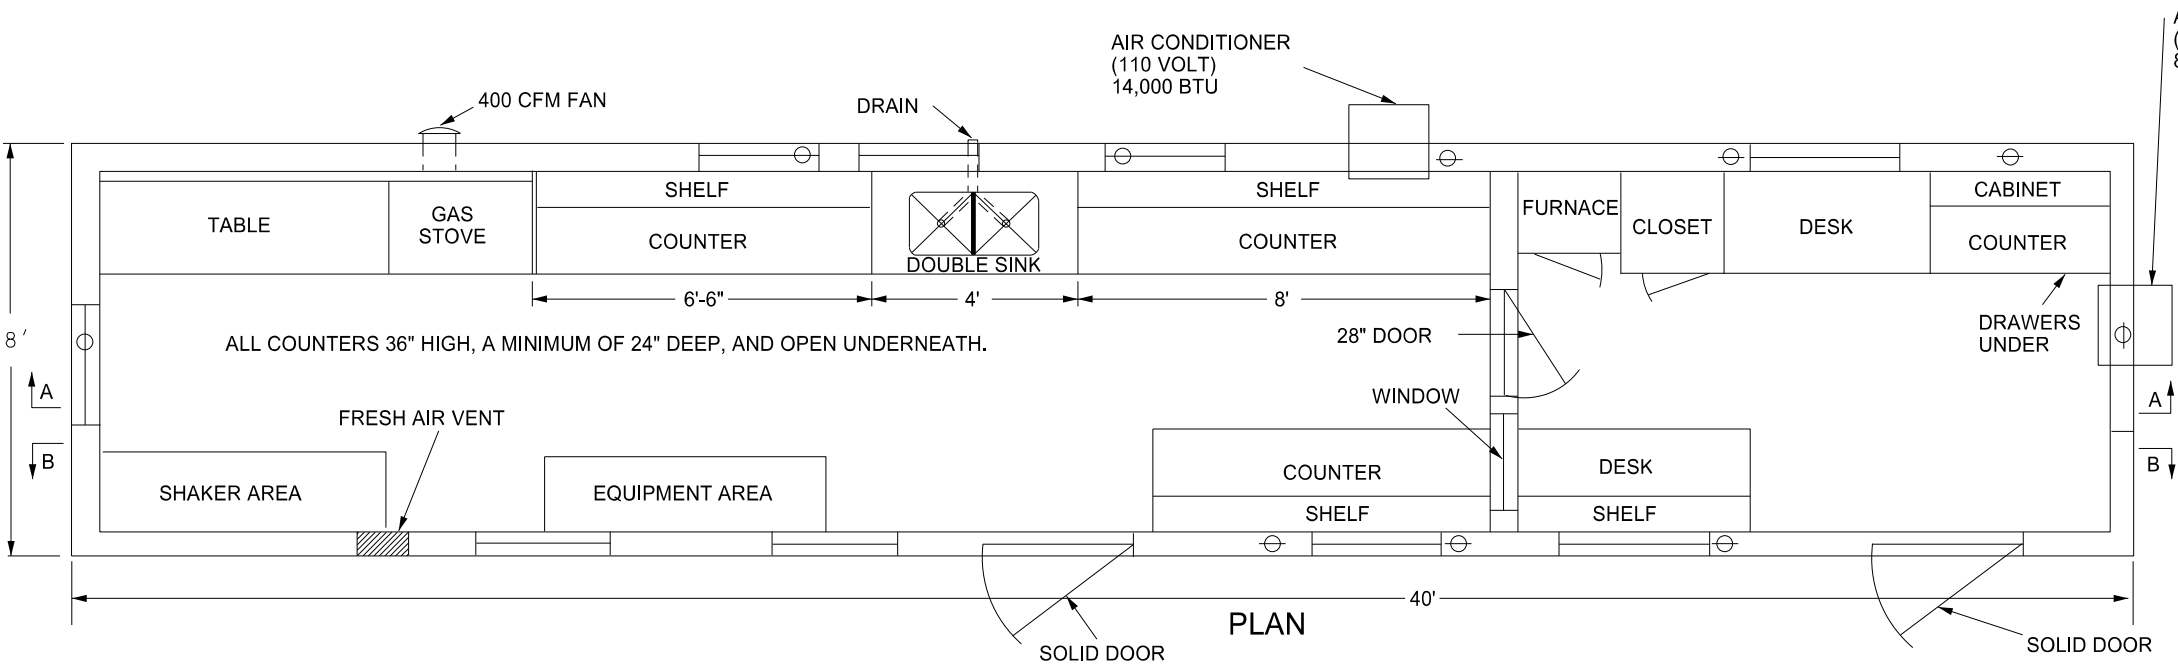 AIR CONDITIONER
(110 VOLT)
14,000 BTU
400 CFM FAN
DRAIN
TABLE
GAS
STOVE
SHELF
COUNTER
DOUBLE SINK
SHELF
COUNTER
FURNACE
CLOSET
DESK
CABINET
COUNTER
6'-6"
4'
8'
8'
ALL COUNTERS 36" HIGH, A MINIMUM OF 24" DEEP, AND OPEN UNDERNEATH.
28" DOOR
DRAWERS
UNDER
A
A
WINDOW
FRESH AIR VENT
B
B
SHAKER AREA
EQUIPMENT AREA
COUNTER
SHELF
DESK
SHELF
40'
PLAN
SOLID DOOR
SOLID DOOR